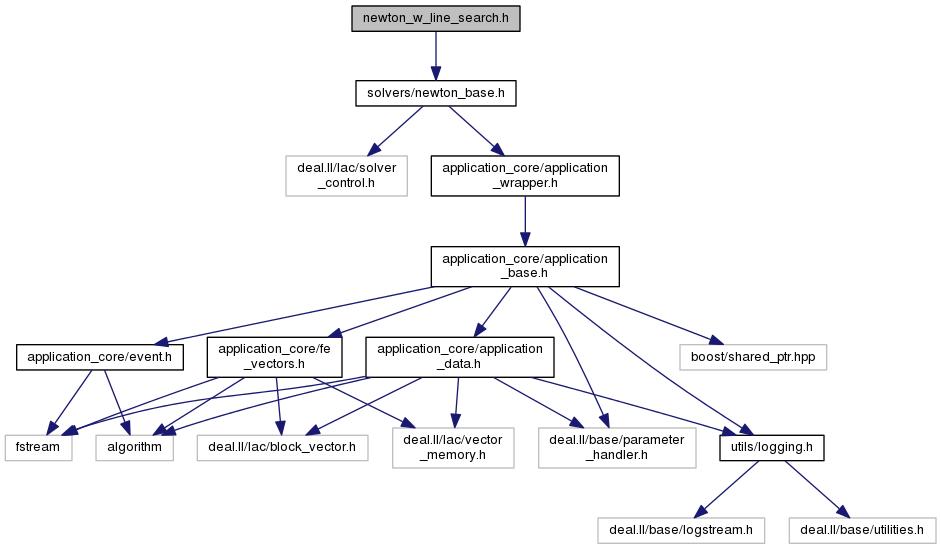 newton_w_line_search.h
solvers/newton_base.h
deal.II/lac/solver
_control.h
application_core/application
_wrapper.h
application_core/application
_base.h
application_core/event.h
application_core/fe
_vectors.h
application_core/application
_data.h
boost/shared_ptr.hpp
fstream
algorithm
deal.II/lac/block_vector.h
deal.II/lac/vector
_memory.h
deal.II/base/parameter
_handler.h
utils/logging.h
deal.II/base/logstream.h
deal.II/base/utilities.h